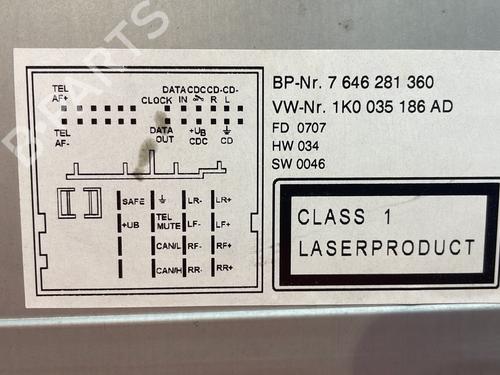 TEL AF+
DATA CDC CD- CD-
CLOCK IN R L
TEL AF-
DATA OUT
+UB CDC
CD
SAFE LR- LR+
+UB TEL MUTE LF- LF+
CAN/L RF- RF+
CAN/H RR- RR+
BP-Nr. 7 646 281 360
VW-Nr. 1K0 035 186 AD
FD 0707
HW 034
SW 0046
CLASS 1
LASERPRODUCT
B-PARTS